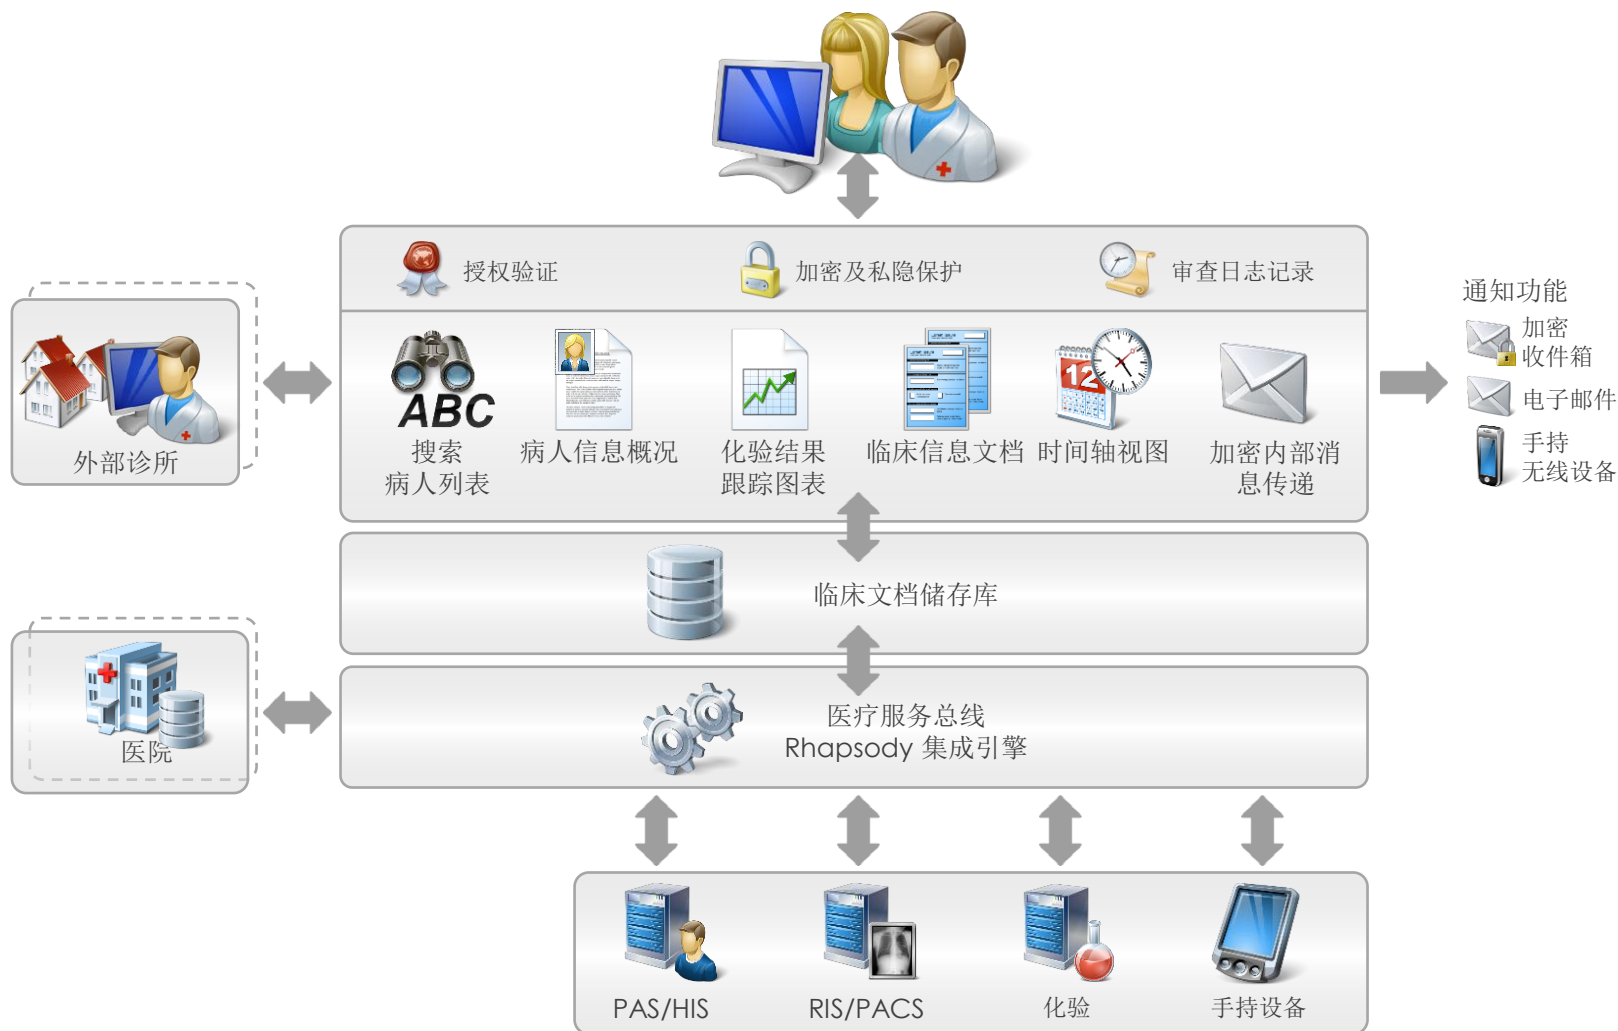 授权验证
加密及私隐保护
审查日志记录
通知功能
加密
收件箱
电子邮件
手持
无线设备
外部诊所
ABC
搜索
病人列表
病人信息概况
化验结果
跟踪图表
临床信息文档
12
时间轴视图
加密内部消
息传递
临床文档储存库
医院
医疗服务总线
Rhapsody 集成引擎
PAS/HIS
RIS/PACS
化验
手持设备